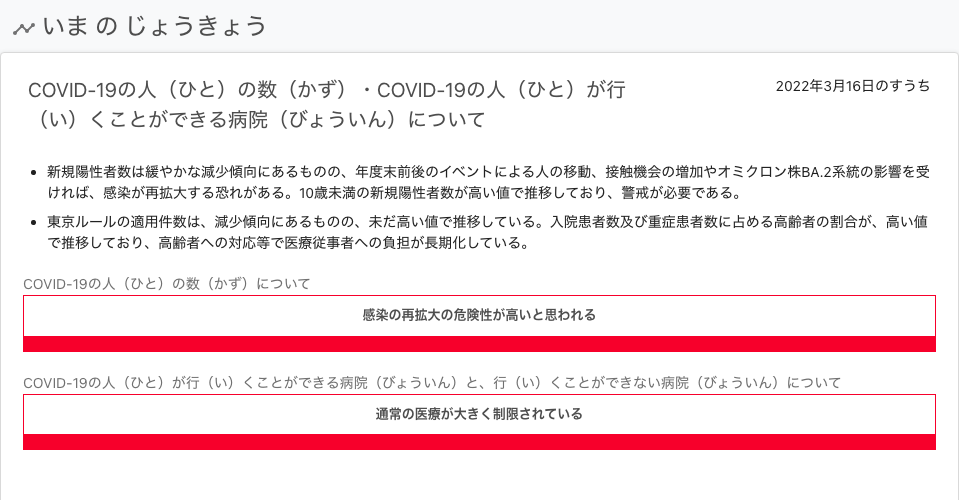 いま の じょうきょう
COVID-19の人（ひと）の数（かず）・COVID-19の人（ひと）が行
（い）くことができる病院（びょういん）について
2022年3月16日のすうち
• 新規陽性者数は緩やかな減少傾向にあるものの、年度末前後のイベントによる人の移動、接触機会の増加やオミクロン株BA.2系統の影響を受
ければ、感染が再拡大する恐れがある。10歳未満の新規陽性者数が高い値で推移しており、警戒が必要である。
• 東京ルールの適用件数は、減少傾向にあるものの、未だ高い値で推移している。入院患者数及び重症患者数に占める高齢者の割合が、高い値
で推移しており、高齢者への対応等で医療従事者への負担が長期化している。
COVID-19の人（ひと）の数（かず）について
感染の再拡大の危険性が高いと思われる
COVID-19の人（ひと）が行（い）くことができる病院（びょういん）と、行（い）くことができない病院（びょういん）について
通常の医療が大きく制限されている